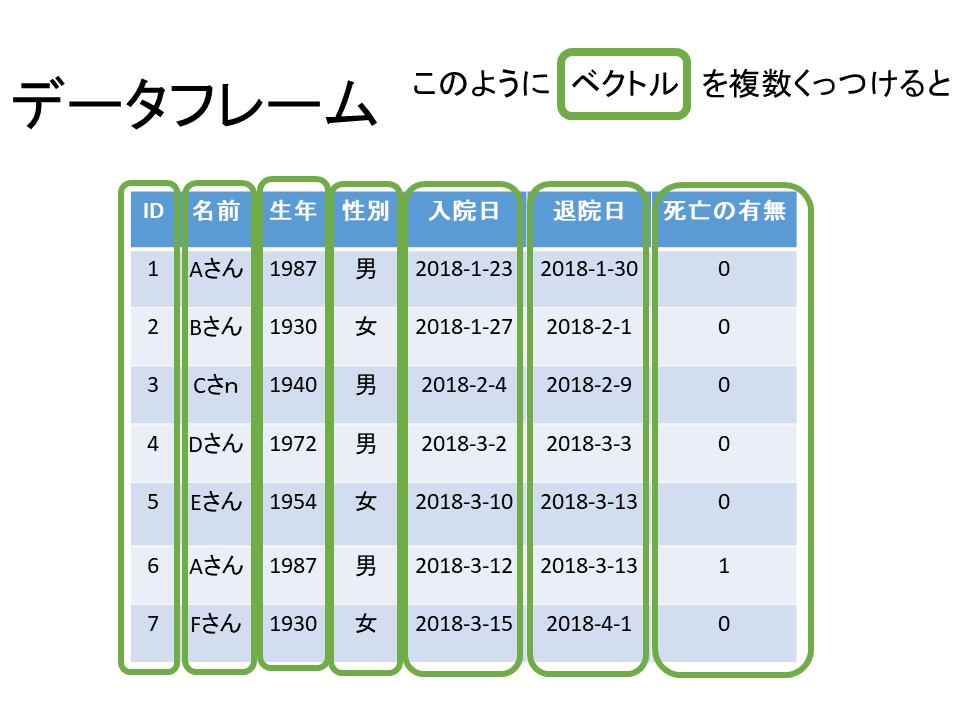 データフレーム
このように ベクトル を複数くっつけると
ID 名前 生年 性別 入院日 退院日 死亡の有無
1 Aさん 1987 男 2018-1-23 2018-1-30 0
2 Bさん 1930 女 2018-1-27 2018-2-1 0
3 Cさn 1940 男 2018-2-4 2018-2-9 0
4 Dさん 1972 男 2018-3-2 2018-3-3 0
5 Eさん 1954 女 2018-3-10 2018-3-13 0
6 Aさん 1987 男 2018-3-12 2018-3-13 1
7 Fさん 1930 女 2018-3-15 2018-4-1 0